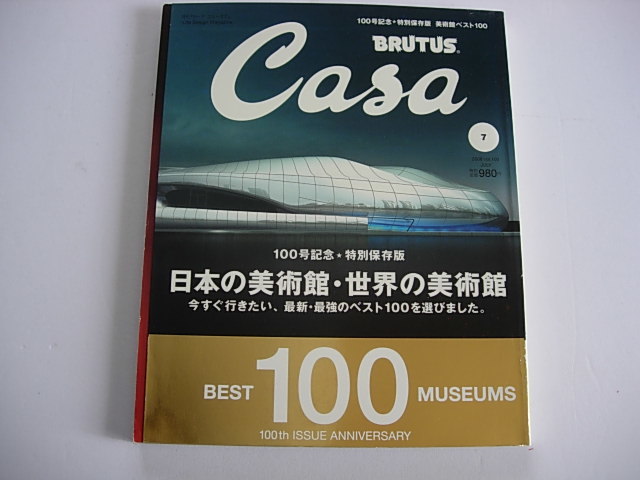 100号記念★特別保存版 美術館ベスト100
BRUTUS
Casa
7
980
100号記念★特別保存版
日本の美術館・世界の美術館
今すぐ行きたい、最新・最強のベスト100を選びました。
BEST 100 MUSEUMS
100th ISSUE ANNIVERSARY